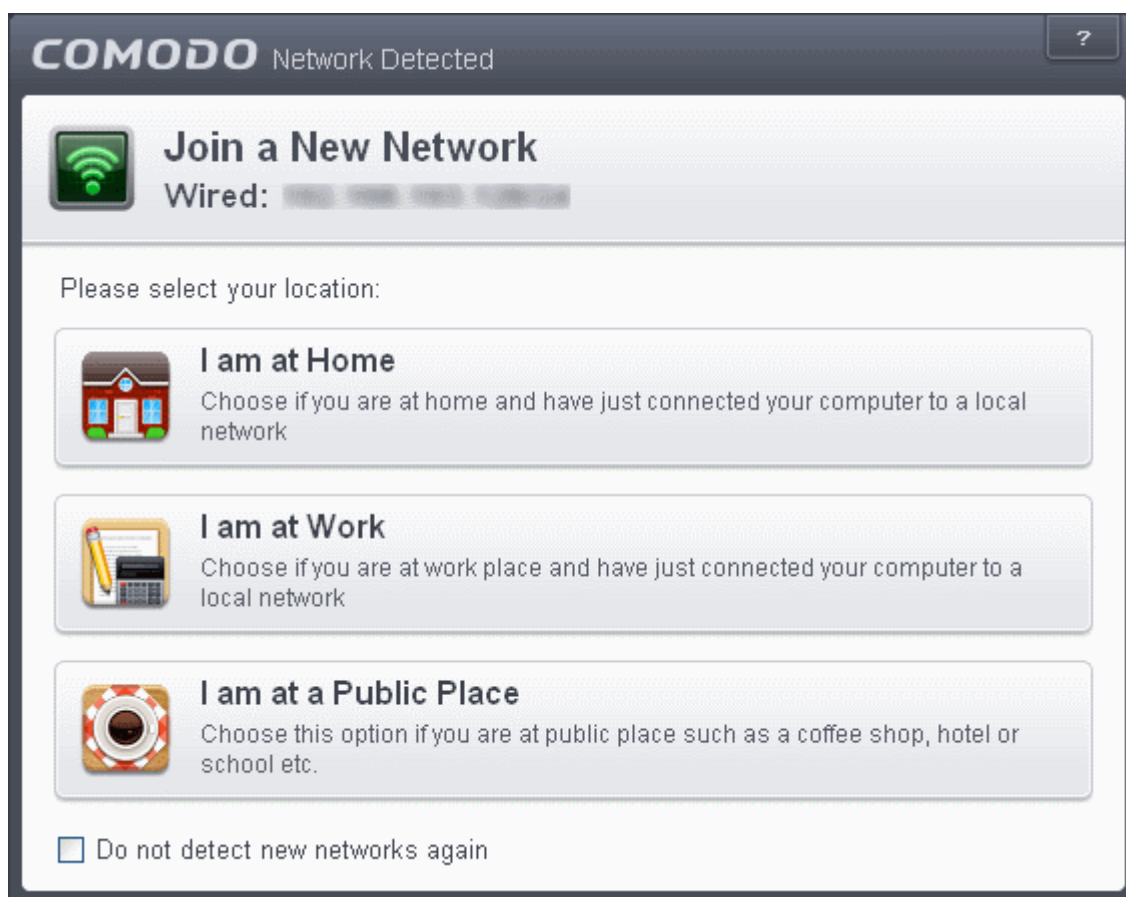 COMODO Network Detected
?
Join a New Network
Wired:
Please select your location:
I am at Home
Choose if you are at home and have just connected your computer to a local
network
I am at Work
Choose if you are at work place and have just connected your computer to a
local network
I am at a Public Place
Choose this option if you are at public place such as a coffee shop, hotel or
school etc.
Do not detect new networks again